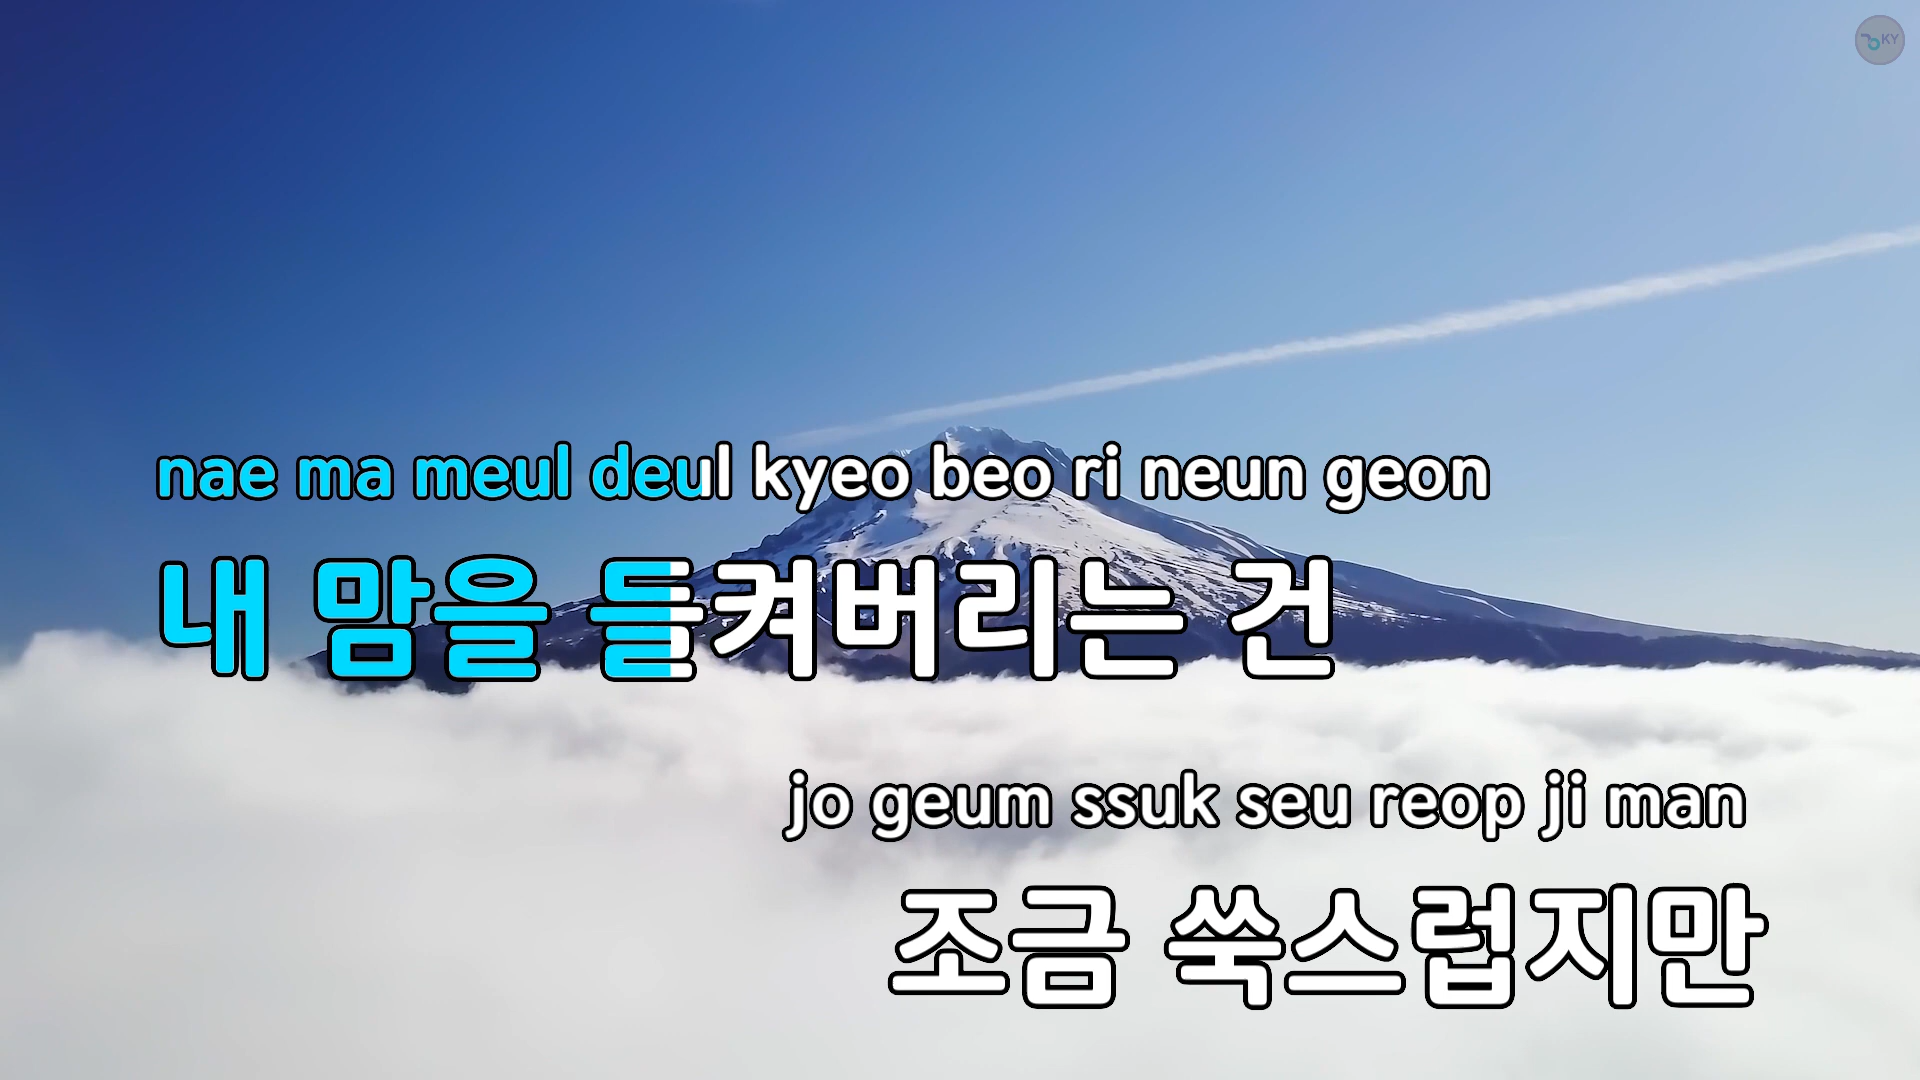 KY
nae ma meul deul kyeo beo ri neun geon
내 맘을 들켜버리는 건
jo geum ssuk seu reop ji man
조금 쑥스럽지만